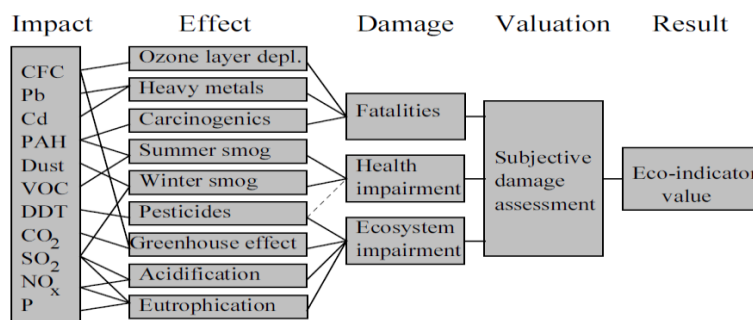 Impact Effect Damage Valuation Result
CFC
Pb
Cd
PAH
Dust
VOC
DDT
CO2
SO2
NOx
P
Ozone layer depl.
Heavy metals
Carcinogenics
Summer smog
Winter smog
Pesticides
Greenhouse effect
Acidification
Eutrophication
Fatalities
Health
impairment
Ecosystem
impairment
Subjective
damage
assessment
Eco-indicator
value